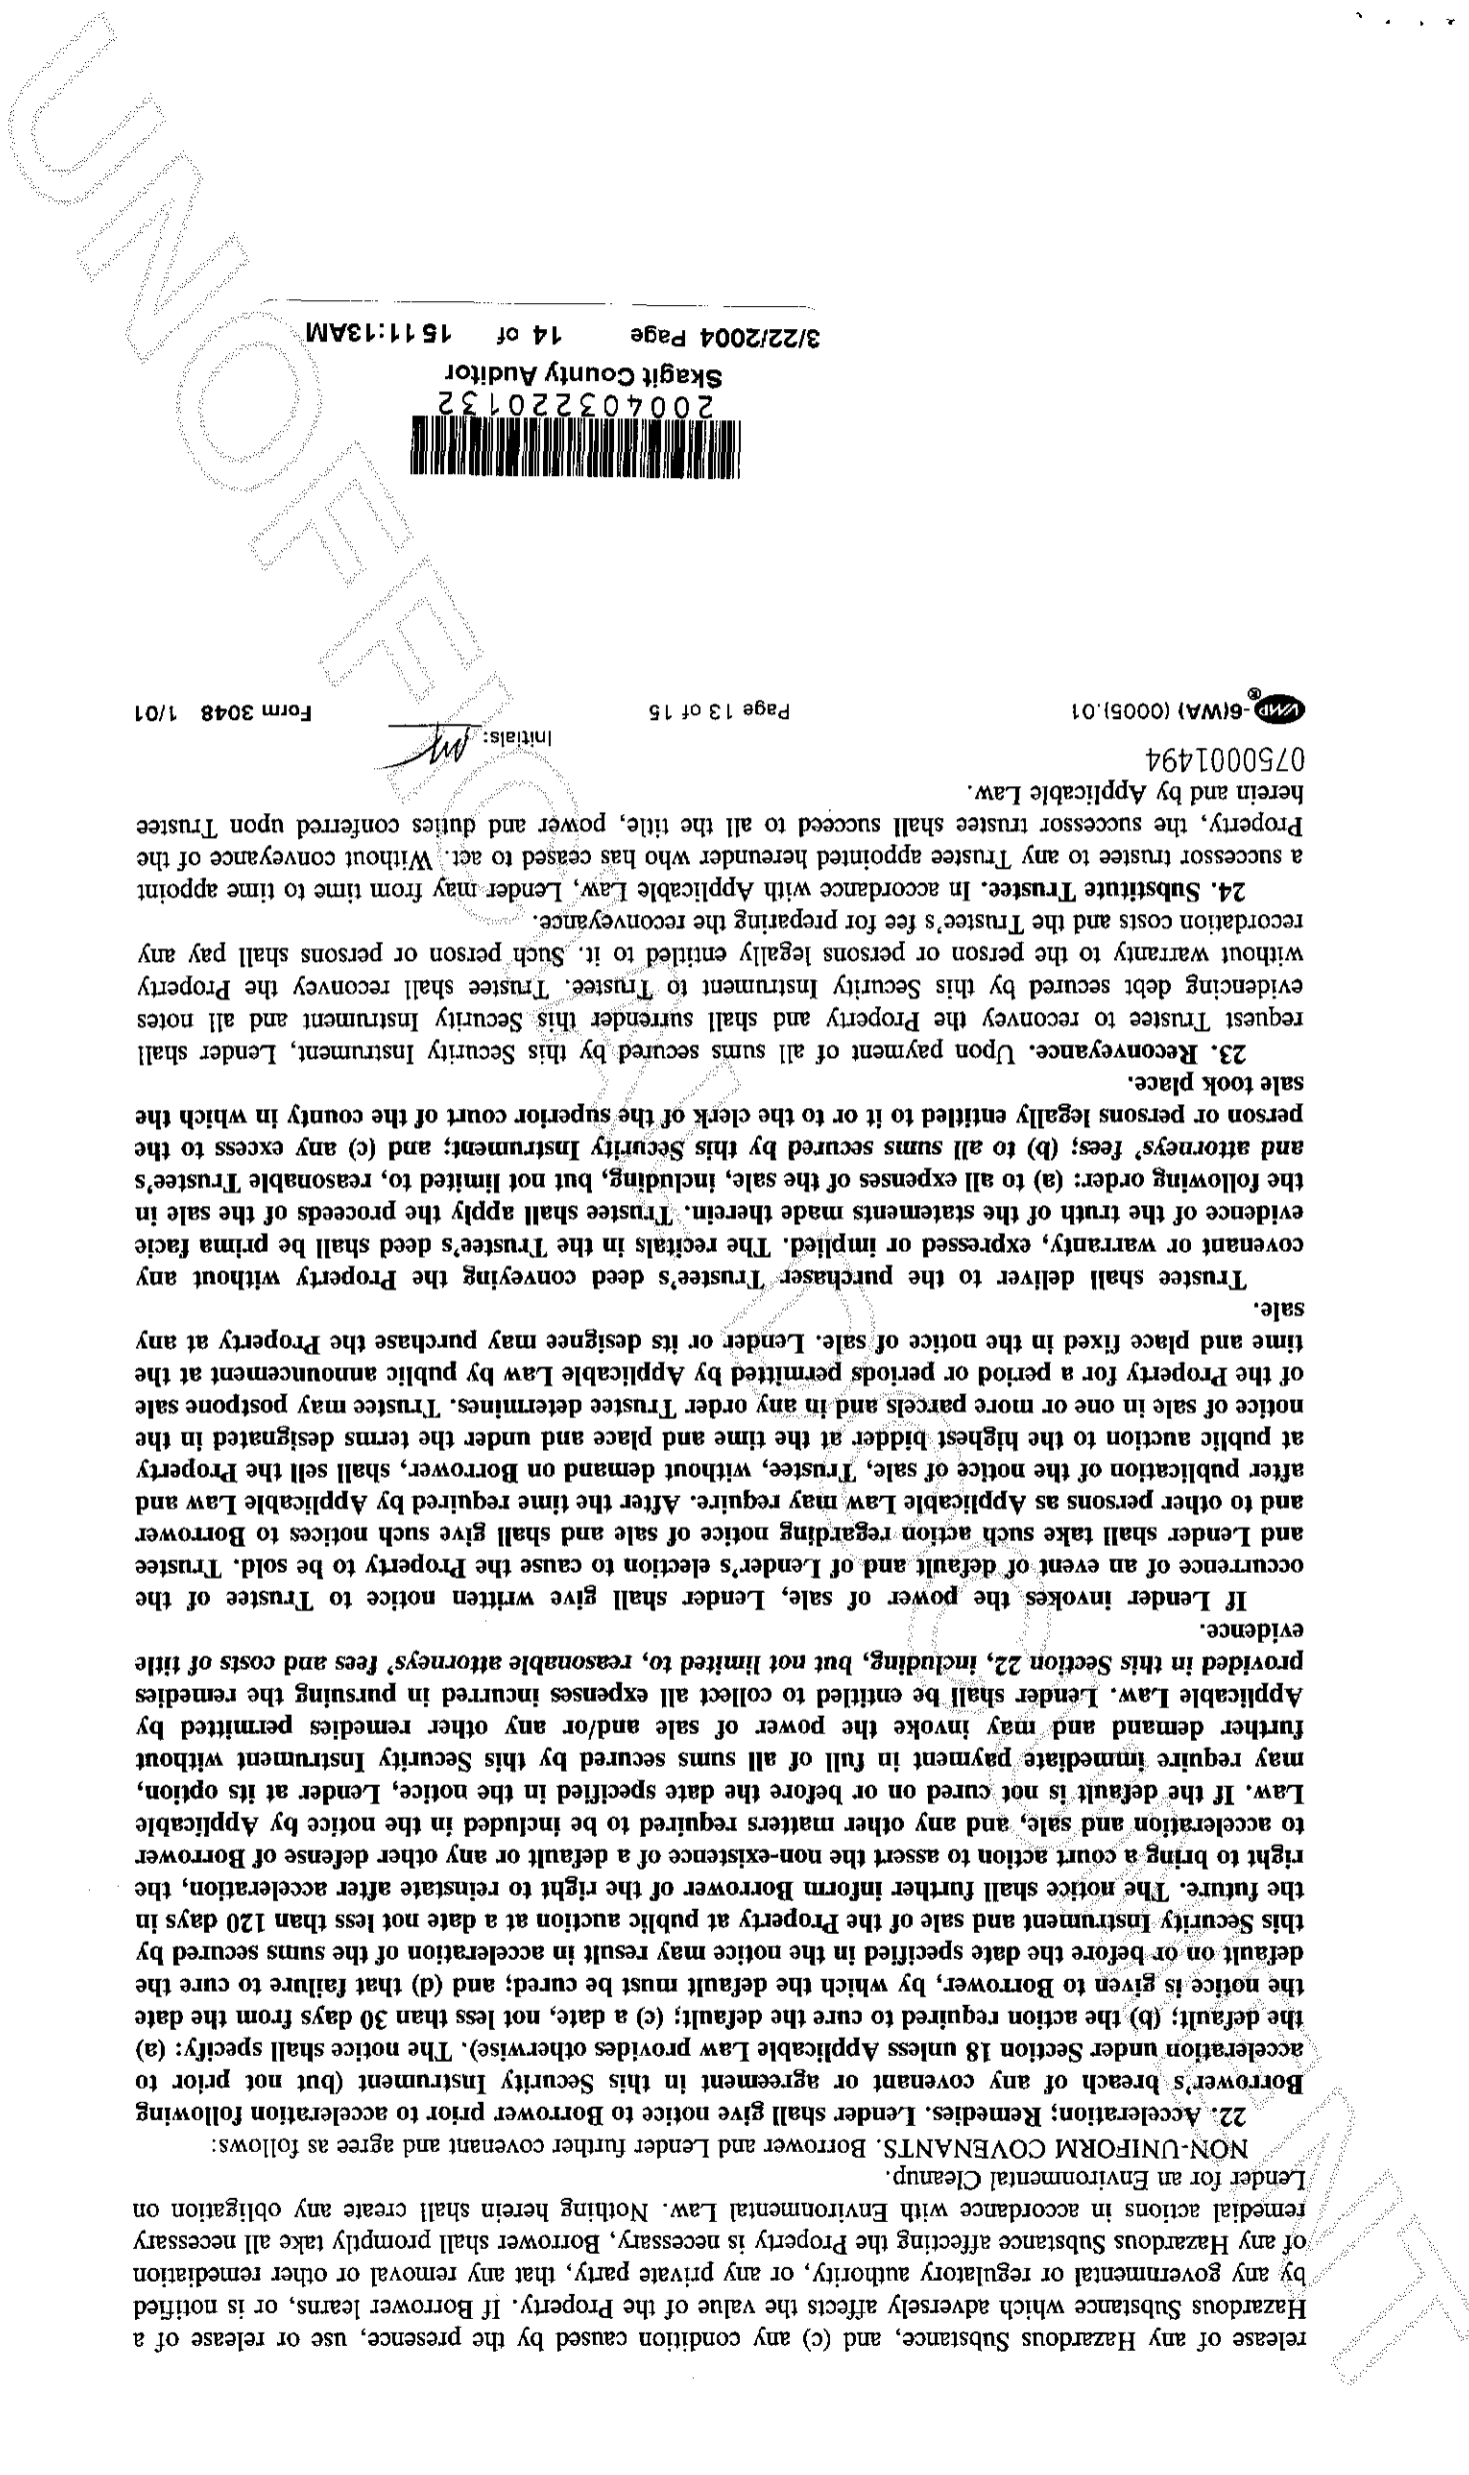 release of any Hazardous Substance, and (c) any condition caused by the presence, use or release of a
Hazardous Substance which adversely affects the value of the Property. If Borrower learns, or is notified
by any governmental or regulatory authority, or any private party, that any removal or other remediation
of any Hazardous Substance affecting the Property is necessary, Borrower shall promptly take all necessary
remedial actions in accordance with Environmental Law. Nothing herein shall create any obligation on
Lender for an Environmental Cleanup.
NON-UNIFORM COVENANTS. Borrower and Lender further covenant and agree as follows:
22. Acceleration; Remedies. Lender shall give notice to Borrower prior to acceleration following
Borrower's breach of any covenant or agreement in this Security Instrument (but not prior to
acceleration under Section 18 unless Applicable Law provides otherwise). The notice shall specify: (a)
the default; (b) the action required to cure the default; (c) a date, not less than 30 days from the date
the notice is given to Borrower, by which the default must be cured; and (d) that failure to cure the
default on or before the date specified in the notice may result in acceleration of the sums secured by
this Security Instrument and sale of the Property at public auction at a date not less than 120 days in
the future. The notice shall further inform Borrower of the right to reinstate after acceleration, the
right to bring a court action to assert the non-existence of a default or any other defense of Borrower
to acceleration and sale, and any other matters required to be included in the notice by Applicable
Law. If the default is not cured on or before the date specified in the notice, Lender at its option,
may require immediate payment in full of all sums secured by this Security Instrument without
further demand and may invoke the power of sale and/or any other remedies permitted by
Applicable Law. Lender shall be entitled to collect all expenses incurred in pursuing the remedies
provided in this Section 22, including, but not limited to, reasonable attorneys' fees and costs of title
evidence.
If Lender invokes the power of sale, Lender shall give written notice to Trustee of the
occurrence of an event of default and of Lender's election to cause the Property to be sold. Trustee
and Lender shall take such action regarding notice of sale and shall give such notices to Borrower
and to other persons as Applicable Law may require. After the time required by Applicable Law and
after publication of the notice of sale, Trustee, without demand on Borrower, shall sell the Property
at public auction to the highest bidder at the time and place and under the terms designated in the
notice of sale in one or more parcels and in any order Trustee determines. Trustee may postpone sale
of the Property for a period or periods permitted by Applicable Law by public announcement at the
time and place fixed in the notice of sale. Lender or its designee may purchase the Property at any
sale.
Trustee shall deliver to the purchaser Trustee's deed conveying the Property without any
covenant or warranty, expressed or implied. The recitals in the Trustee's deed shall be prima facie
evidence of the truth of the statements made therein. Trustee shall apply the proceeds of the sale in
the following order: (a) to all expenses of the sale, including, but not limited to, reasonable Trustee's
and attorneys' fees; (b) to all sums secured by this Security Instrument; and (c) any excess to the
person or persons legally entitled to it or to the clerk of the superior court of the county in which the
sale took place.
23. Reconveyance. Upon payment of all sums secured by this Security Instrument, Lender shall
request Trustee to reconvey the Property and shall surrender this Security Instrument and all notes
evidencing debt secured by this Security Instrument to Trustee. Trustee shall reconvey the Property
without warranty to the person or persons legally entitled to it. Such person or persons shall pay any
recordation costs and the Trustee's fee for preparing the reconveyance.
24. Substitute Trustee. In accordance with Applicable Law, Lender may from time to time appoint
a successor trustee to any Trustee appointed hereunder who has ceased to act. Without conveyance of the
Property, the successor trustee shall succeed to all the title, power and duties conferred upon Trustee
herein and by Applicable Law.
0750001494
Initials:
VMP®-6(WA) (0005).01 Page 13 of 15 Form 3048 1/01
200403220132
Skagit County Auditor
3/22/2004 Page 14 of 15 11:13AM
UNOFFICIAL DOCUMENT